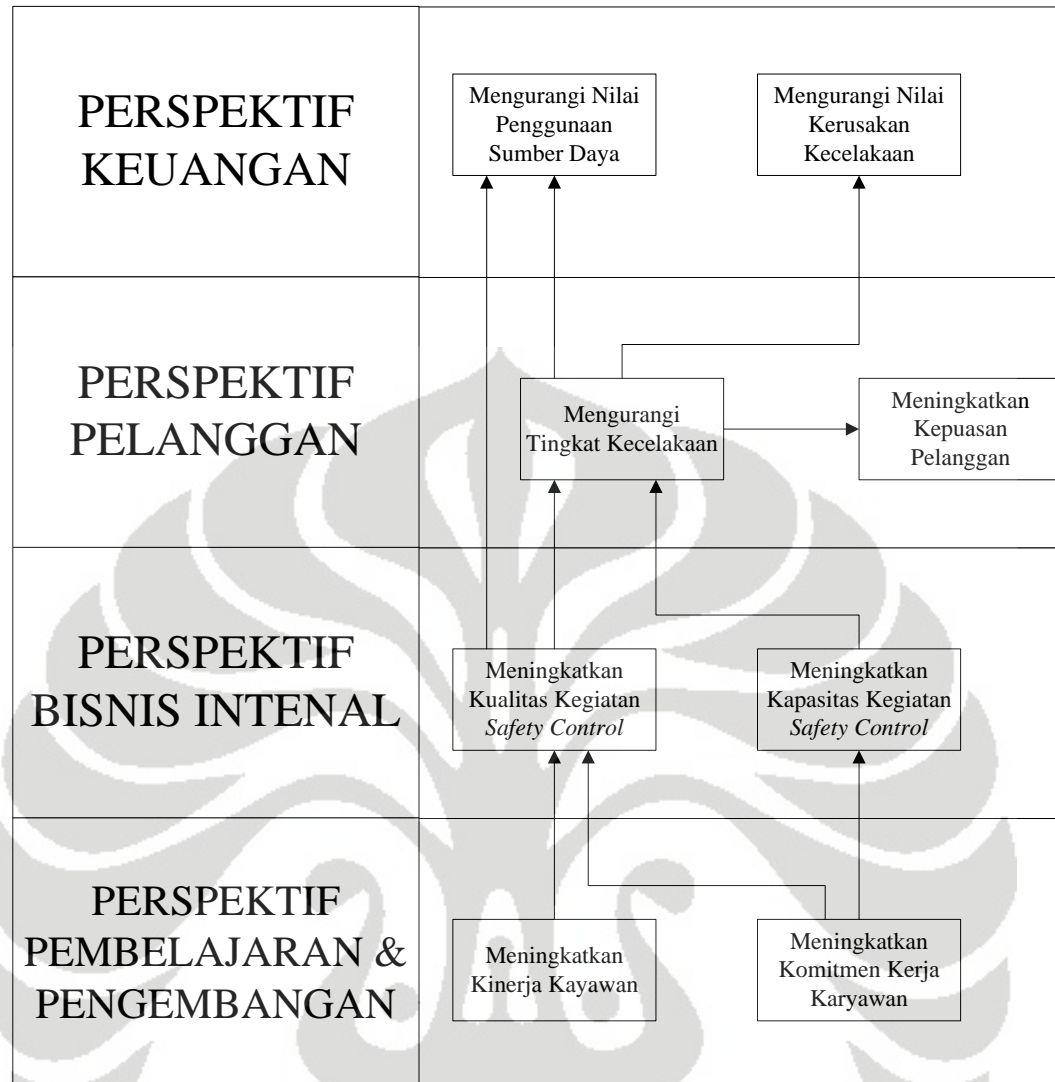 PERSPEKTIF
KEUANGAN
Mengurangi Nilai
Penggunaan
Sumber Daya
Mengurangi Nilai
Kerusakan
Kecelakaan
PERSPEKTIF
PELANGGAN
Mengurangi
Tingkat Kecelakaan
Meningkatkan
Kepuasan
Pelanggan
PERSPEKTIF
BISNIS INTENAL
Meningkatkan
Kualitas Kegiatan
Safety Control
Meningkatkan
Kapasitas Kegiatan
Safety Control
PERSPEKTIF
PEMBELAJARAN &
PENGEMBANGAN
Meningkatkan
Kinerja Kayawan
Meningkatkan
Komitmen Kerja
Karyawan